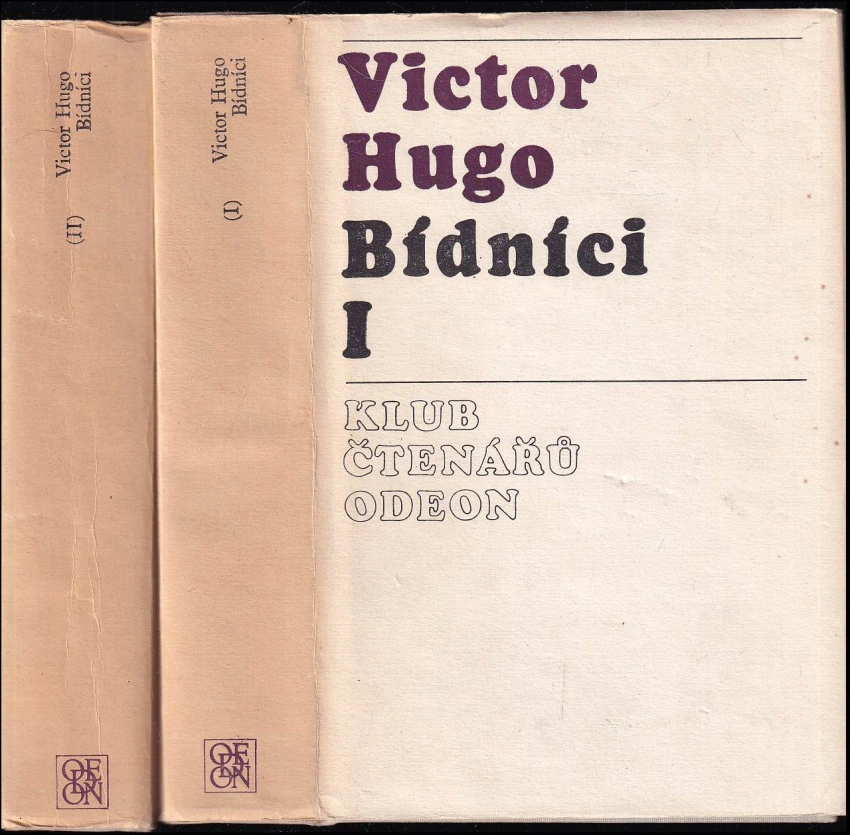 Victor Hugo
Bídníci
(II)
ODEON
Victor Hugo
Bídníci
(I)
ODEON
Victor
Hugo
Bídníci
I
KLUB
ČTENÁŘŮ
ODEON